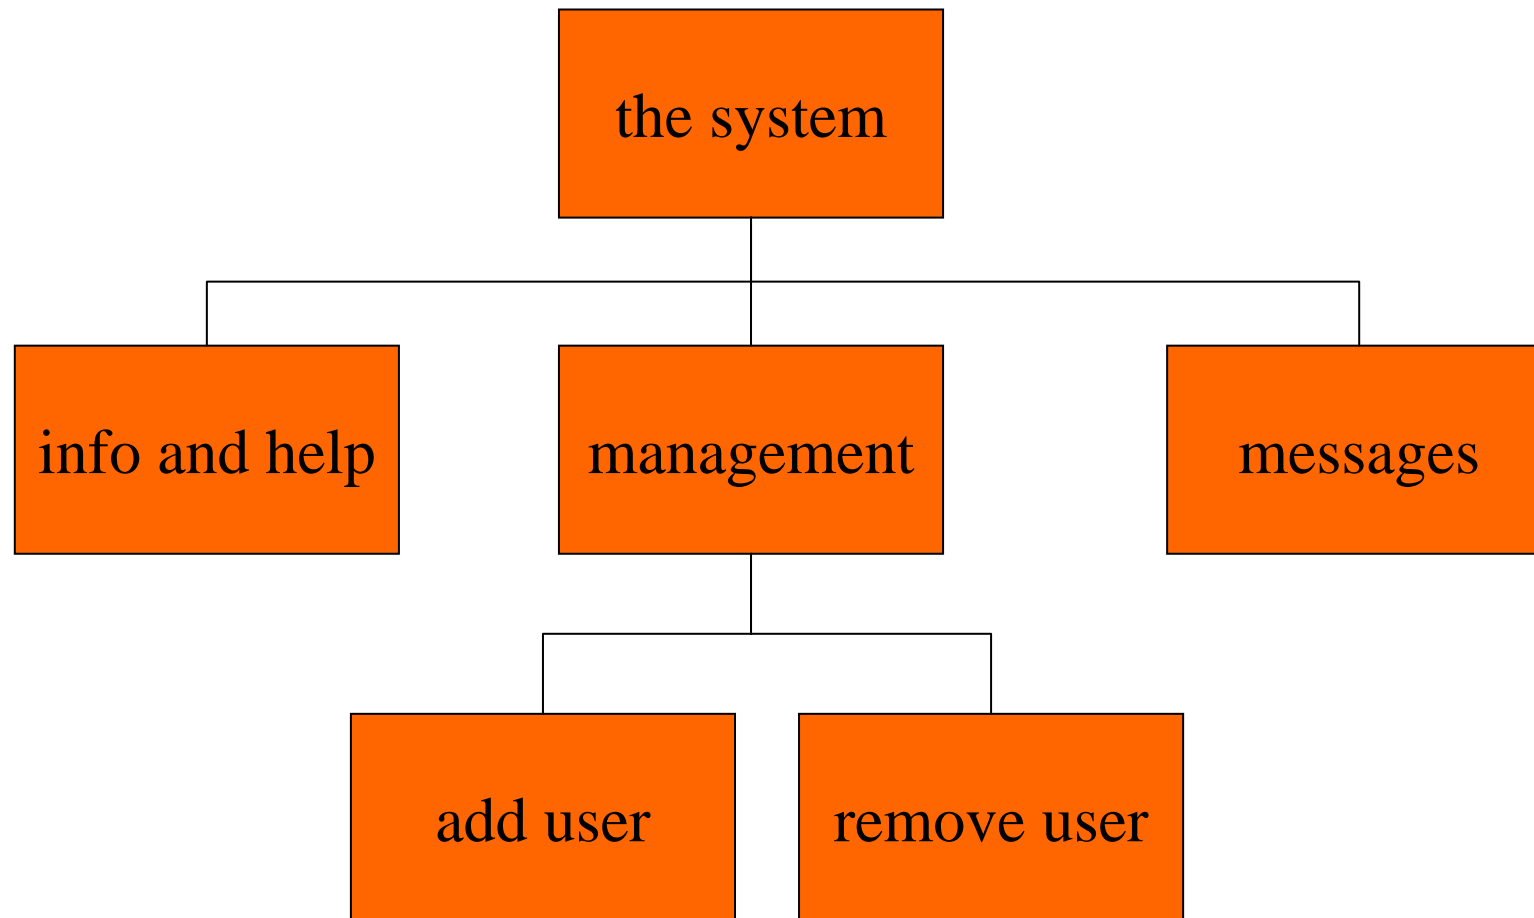 the system
info and help
management
messages
add user
remove user